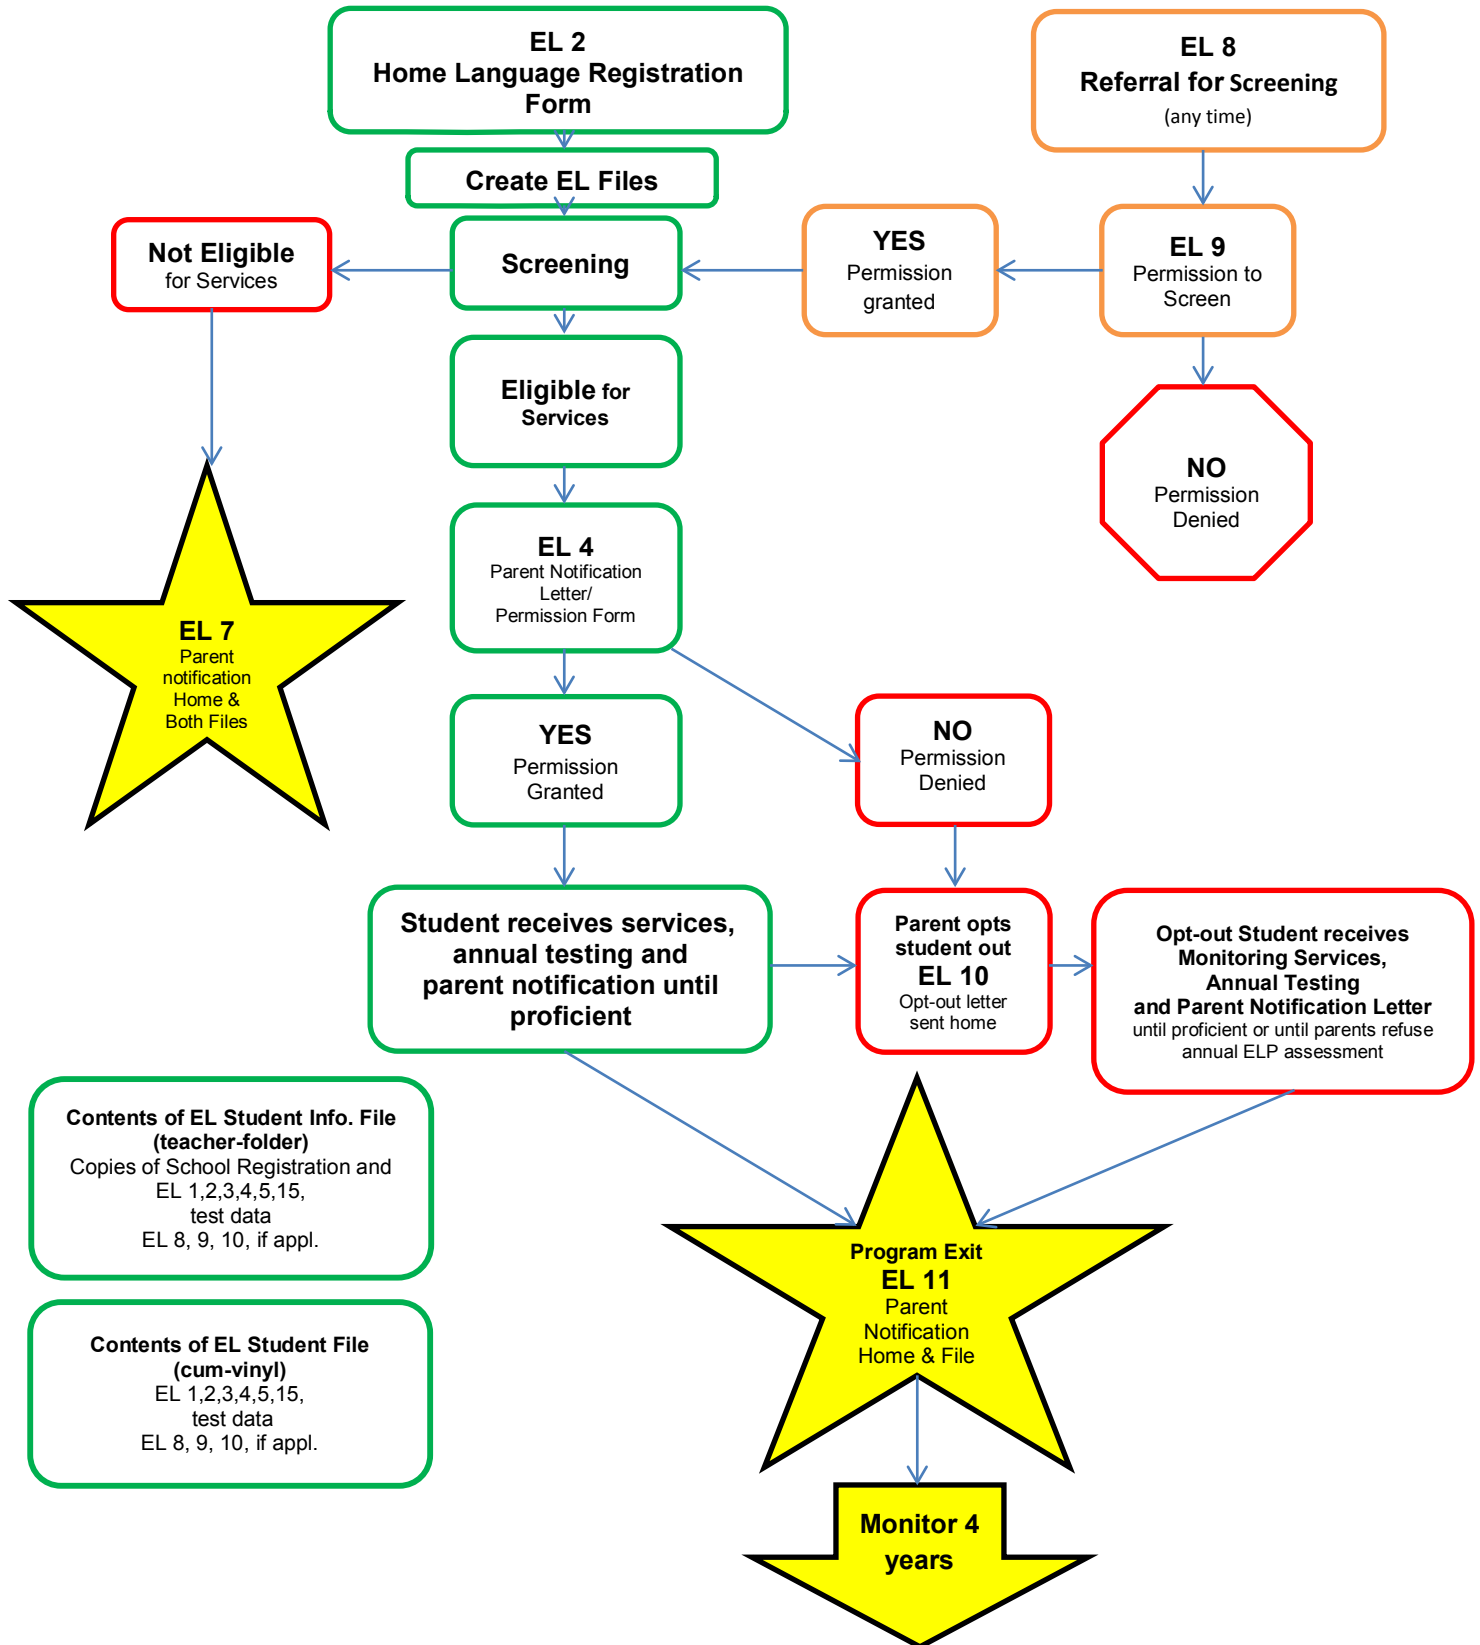 EL 2
Home Language Registration
Form
EL 8
Referral for Screening
(any time)
Create EL Files
Not Eligible
for Services
Screening
YES
Permission
granted
EL 9
Permission to
Screen
Eligible for
Services
NO
Permission
Denied
EL 4
Parent Notification
Letter/
Permission Form
EL 7
Parent
notification
Home &
Both Files
YES
Permission
Granted
NO
Permission
Denied
Student receives services,
annual testing and
parent notification until
proficient
Parent opts
student out
EL 10
Opt-out letter
sent home
Opt-out Student receives
Monitoring Services,
Annual Testing
and Parent Notification Letter
until proficient or until parents refuse
annual ELP assessment
Contents of EL Student Info. File
(teacher-folder)
Copies of School Registration and
EL 1,2,3,4,5,15,
test data
EL 8, 9, 10, if appl.
Program Exit
EL 11
Parent
Notification
Home & File
Contents of EL Student File
(cum-vinyl)
EL 1,2,3,4,5,15,
test data
EL 8, 9, 10, if appl.
Monitor 4
years